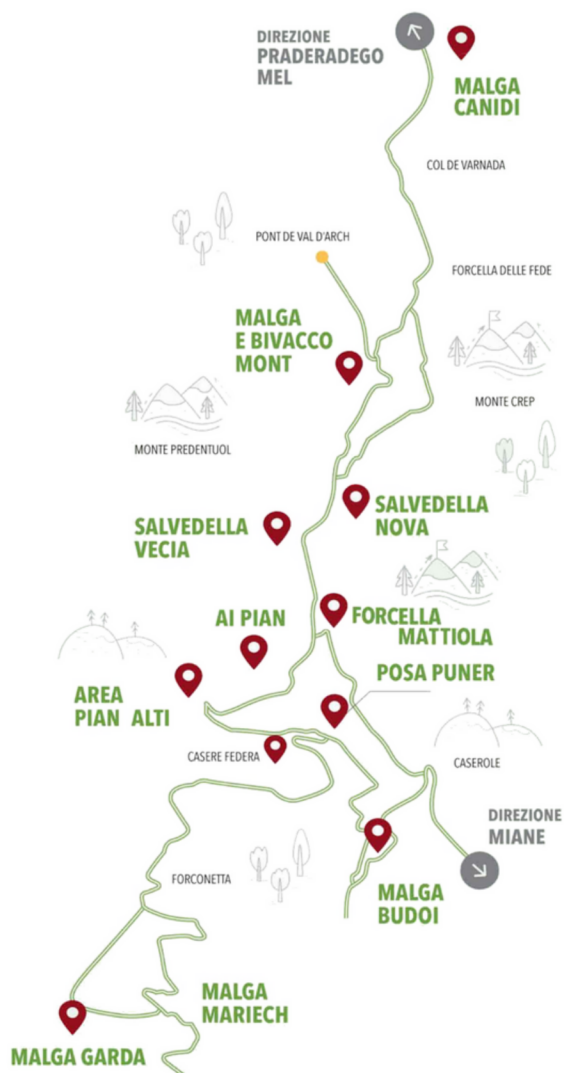 DIREZIONE
PRADERADEGO
MEL
MALGA
CANIDI
COL DE VARNADA
PONT DE VAL D'ARCH
FORCELLA DELLE FEDE
MALGA
E BIVACCO
MONT
MONTE CREP
MONTE PREDENTUOL
SALVEDELLA
NOVA
SALVEDELLA
VECIA
AI PIAN
FORCELLA
MATTIOLA
POSA PUNER
AREA
PIAN ALTI
CASERE FEDERA
CASEROLE
DIREZIONE
MIANE
FORCONETTA
MALGA
BUDOI
MALGA
MARIECH
MALGA GARDA